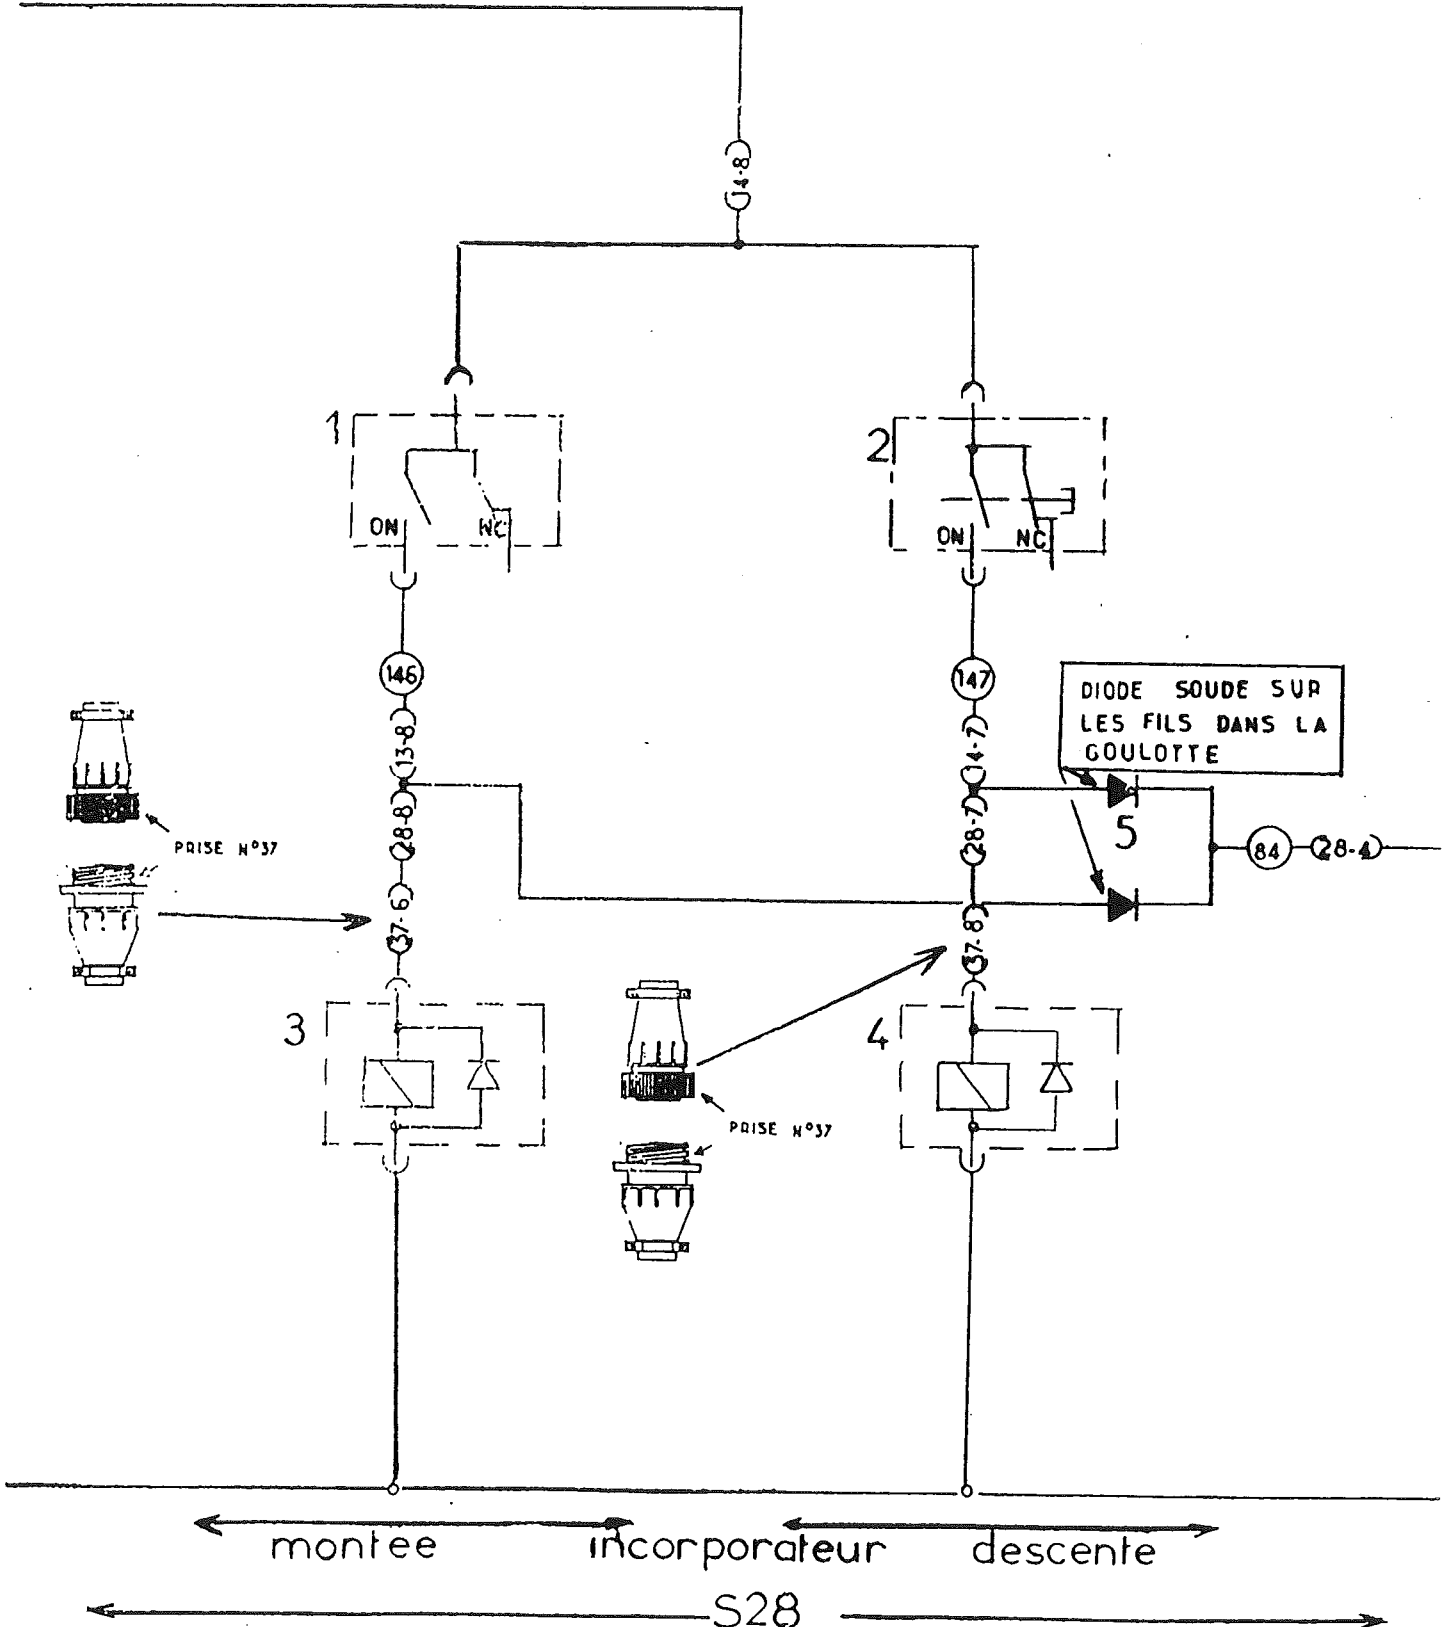 14-8
1
2
ON
NC
ON
NC
146
147
13-8
14-7
DIODE SOUDE SUR
LES FILS DANS LA
GOULOTTE
28-8
28-7
5
84
28-4
PRISE N°37
37-6
37-8
3
4
PRISE N°37
montee
incorporateur
descente
S28